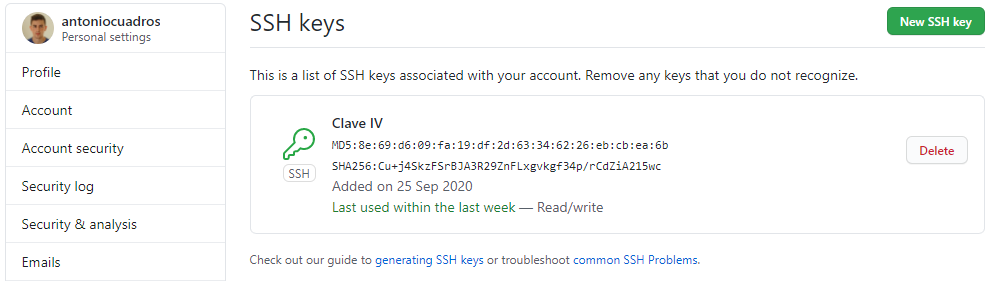 antoniocuadros
Personal settings
Profile
Account
Account security
Security log
Security & analysis
Emails
SSH keys
New SSH key
This is a list of SSH keys associated with your account. Remove any keys that you do not recognize.
Clave IV
MD5:8e:69:d6:09:fa:19:df:2d:63:34:62:26:eb:cb:ea:6b
SHA256:Cu+j4SkzFSrBJA3R29ZnFLxgvkgf34p/rCdZiA215wc
SSH
Added on 25 Sep 2020
Last used within the last week — Read/write
Delete
Check out our guide to generating SSH keys or troubleshoot common SSH Problems.